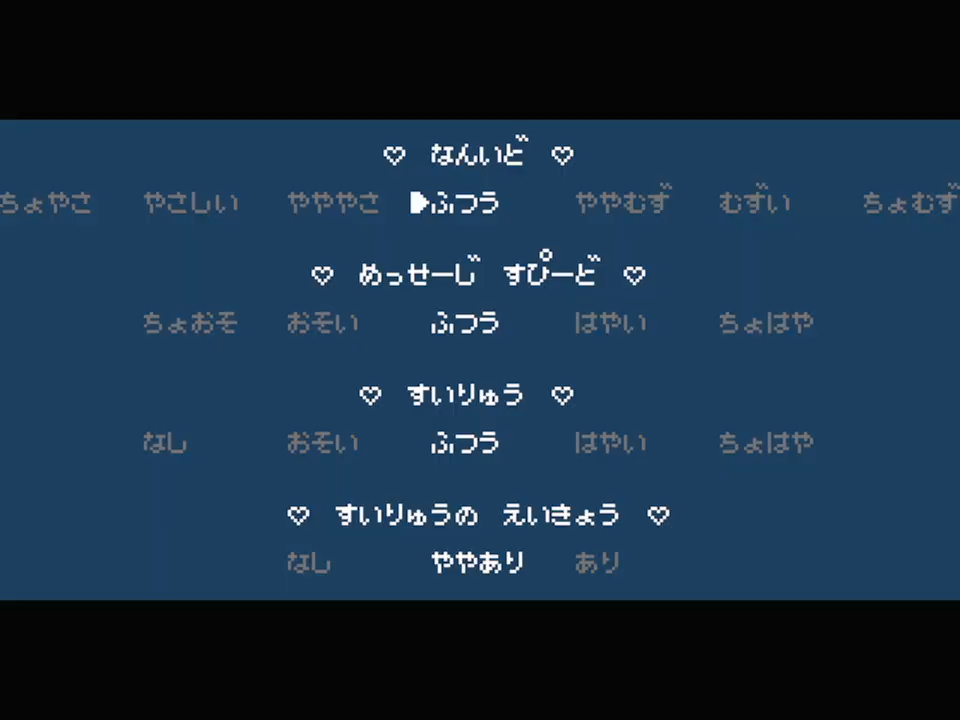 ♡ なんいど ♡
ちょやさ やさしい やややさ ふつう ややむず むずい ちょむず
♡ めっせーじ すぴーど ♡
ちょおそ おそい ふつう はやい ちょはや
♡ すいりゅう ♡
なし おそい ふつう はやい ちょはや
♡ すいりゅうの えいきょう ♡
なし ややあり あり